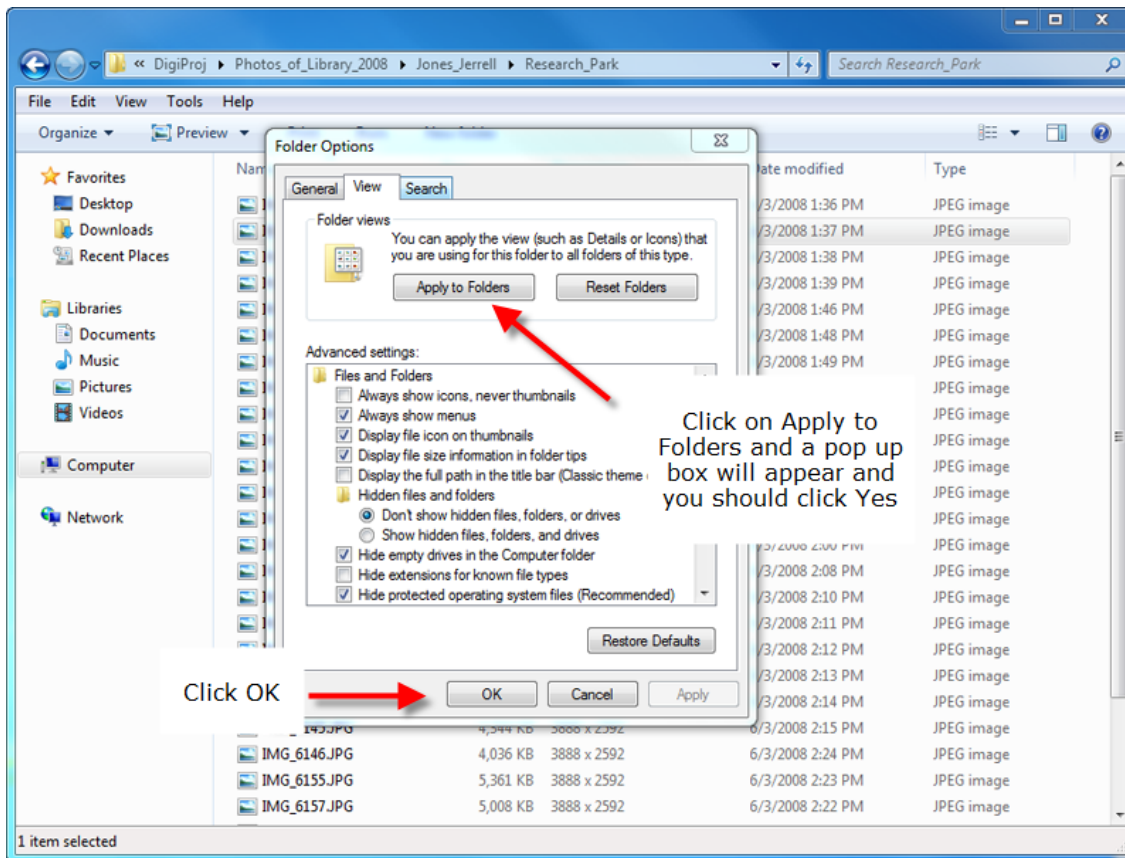 « DigiProj ▸ Photos_of_Library_2008 ▸ Jones_Jerrell ▸ Research_Park
Search Research_Park
File Edit View Tools Help
Organize Preview
Favorites
Desktop
Downloads
Recent Places
Libraries
Documents
Music
Pictures
Videos
Computer
Network
Folder Options
General View Search
Folder views
You can apply the view (such as Details or Icons) that
you are using for this folder to all folders of this type.
Apply to Folders Reset Folders
Advanced settings:
Files and Folders
Always show icons, never thumbnails
Always show menus
Display file icon on thumbnails
Display file size information in folder tips
Display the full path in the title bar (Classic theme
Hidden files and folders
Don't show hidden files, folders, or drives
Show hidden files, folders, and drives
Hide empty drives in the Computer folder
Hide extensions for known file types
Hide protected operating system files (Recommended)
Restore Defaults
OK Cancel Apply
Click on Apply to
Folders and a pop up
box will appear and
you should click Yes
Click OK
Date modified Type
/3/2008 1:36 PM JPEG image
/3/2008 1:37 PM JPEG image
/3/2008 1:38 PM JPEG image
/3/2008 1:39 PM JPEG image
/3/2008 1:46 PM JPEG image
/3/2008 1:48 PM JPEG image
/3/2008 1:49 PM JPEG image
JPEG image
JPEG image
JPEG image
JPEG image
JPEG image
JPEG image
/3/2008 2:00 PM JPEG image
/3/2008 2:08 PM JPEG image
/3/2008 2:10 PM JPEG image
/3/2008 2:11 PM JPEG image
/3/2008 2:12 PM JPEG image
/3/2008 2:13 PM JPEG image
/3/2008 2:14 PM JPEG image
6145.JPG 4,544 KB 3888 x 2592 6/3/2008 2:15 PM JPEG image
IMG_6146.JPG 4,036 KB 3888 x 2592 6/3/2008 2:24 PM JPEG image
IMG_6155.JPG 5,361 KB 3888 x 2592 6/3/2008 2:23 PM JPEG image
IMG_6157.JPG 5,008 KB 3888 x 2592 6/3/2008 2:22 PM JPEG image
1 item selected